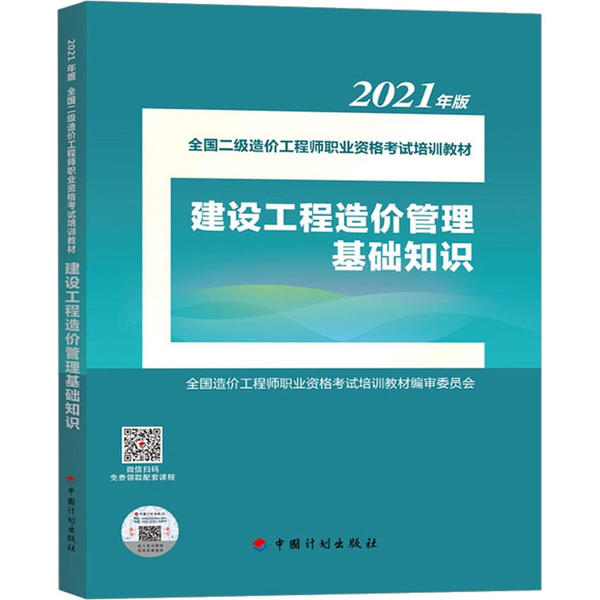 2021年版
全国二级造价工程师职业资格考试培训教材
建设工程造价管理
基础知识
全国造价工程师职业资格考试培训教材编审委员会
微信扫码
免费领取配套课程
中国计划出版社
2021年版 全国二级造价工程师职业资格考试培训教材
建设工程造价管理基础知识
中国计划出版社